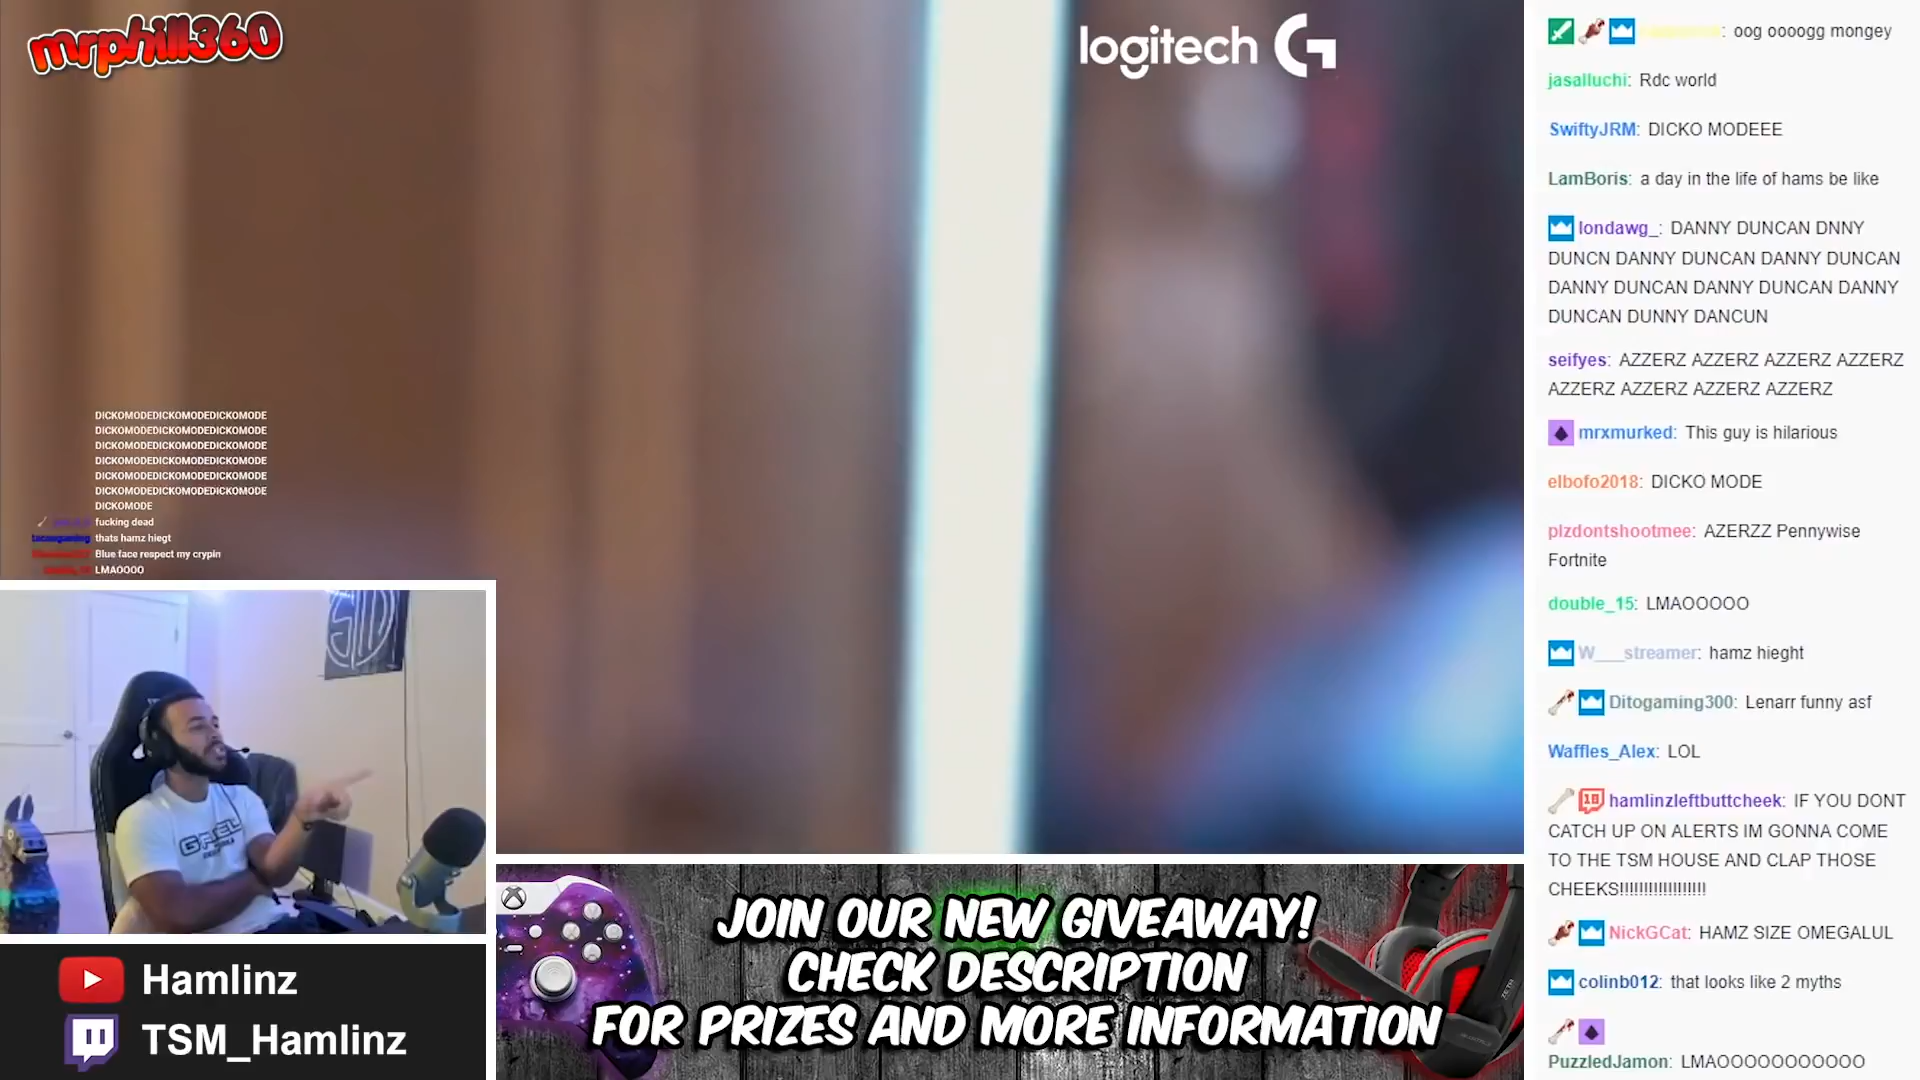 mrphill360
logitech G
DICKOMODEDICKOMODEDICKOMODE
DICKOMODEDICKOMODEDICKOMODE
DICKOMODEDICKOMODEDICKOMODE
DICKOMODEDICKOMODEDICKOMODE
DICKOMODEDICKOMODEDICKOMODE
DICKOMODEDICKOMODEDICKOMODE
DICKOMODE
fucking dead
thats hamz hiegt
Blue face respect my crypin
LMAOOOO
Hamlinz
TSM_Hamlinz
JOIN OUR NEW GIVEAWAY!
CHECK DESCRIPTION
FOR PRIZES AND MORE INFORMATION
: oog oooogg mongey
jasalluchi: Rdc world
SwiftyJRM: DICKO MODEEE
LamBoris: a day in the life of hams be like
londawg_: DANNY DUNCAN DNNY
DUNCN DANNY DUNCAN DANNY DUNCAN
DANNY DUNCAN DANNY DUNCAN DANNY
DUNCAN DUNNY DANCUN
seifyes: AZZERZ AZZERZ AZZERZ AZZERZ
AZZERZ AZZERZ AZZERZ AZZERZ
mrxmurked: This guy is hilarious
elbofo2018: DICKO MODE
plzdontshootmee: AZERZZ Pennywise
Fortnite
double_15: LMAOOOOO
W___streamer: hamz hieght
Ditogaming300: Lenarr funny asf
Waffles_Alex: LOL
hamlinzleftbuttcheek: IF YOU DONT
CATCH UP ON ALERTS IM GONNA COME
TO THE TSM HOUSE AND CLAP THOSE
CHEEKS!!!!!!!!!!!!!!!!!!
NickGCat: HAMZ SIZE OMEGALUL
colinb012: that looks like 2 myths
PuzzledJamon: LMAOOOOOOOOOOO